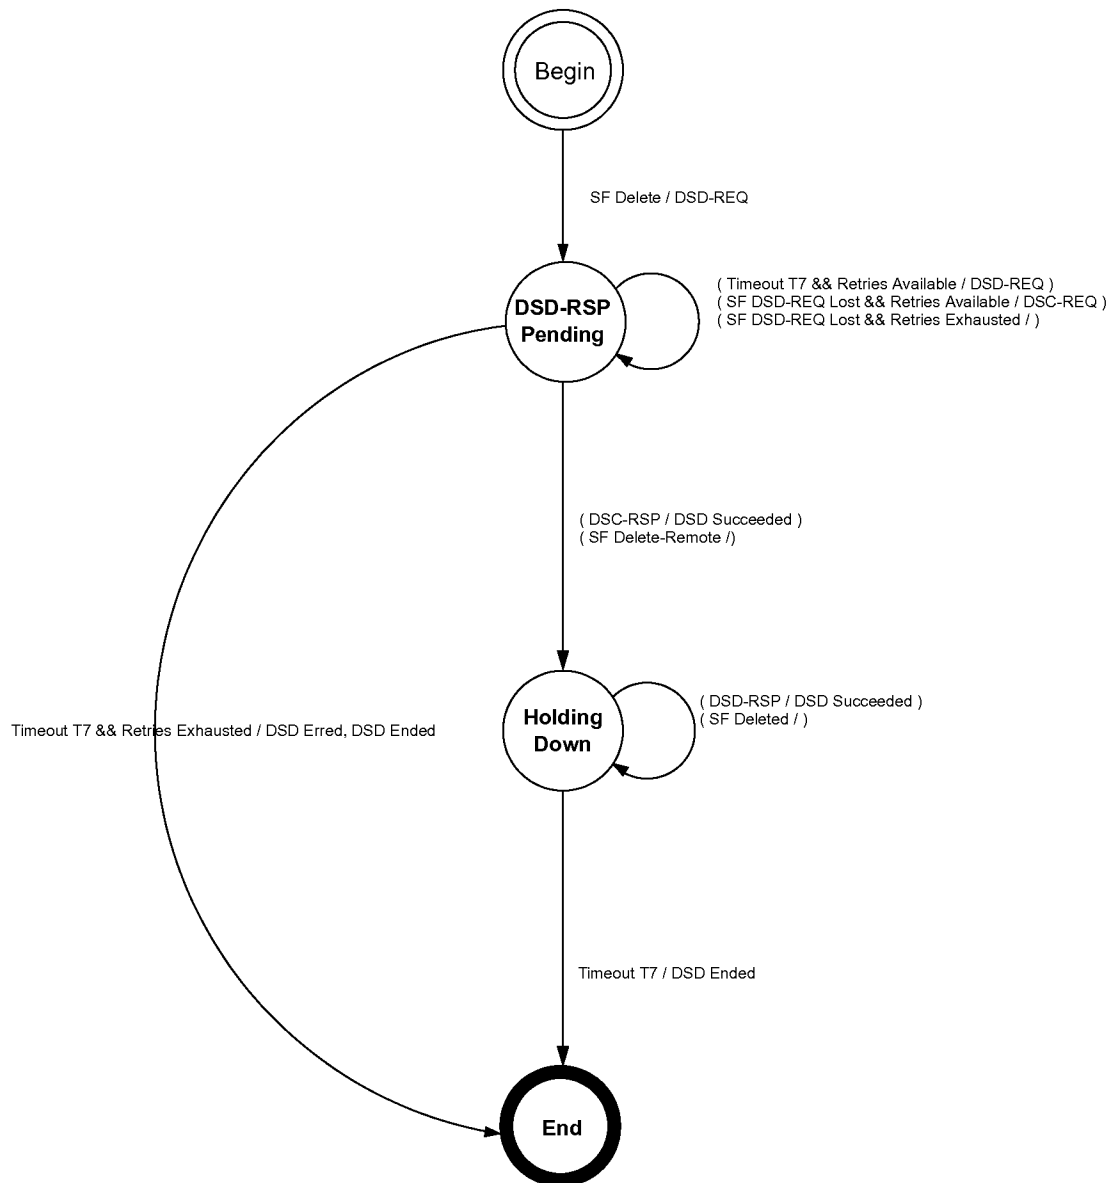 Begin
SF Delete / DSD-REQ
DSD-RSP
Pending
( Timeout T7 && Retries Available / DSD-REQ )
( SF DSD-REQ Lost && Retries Available / DSC-REQ )
( SF DSD-REQ Lost && Retries Exhausted / )
( DSC-RSP / DSD Succeeded )
( SF Delete-Remote /)
Holding
Down
( DSD-RSP / DSD Succeeded )
( SF Deleted / )
Timeout T7 && Retries Exhausted / DSD Erred, DSD Ended
Timeout T7 / DSD Ended
End